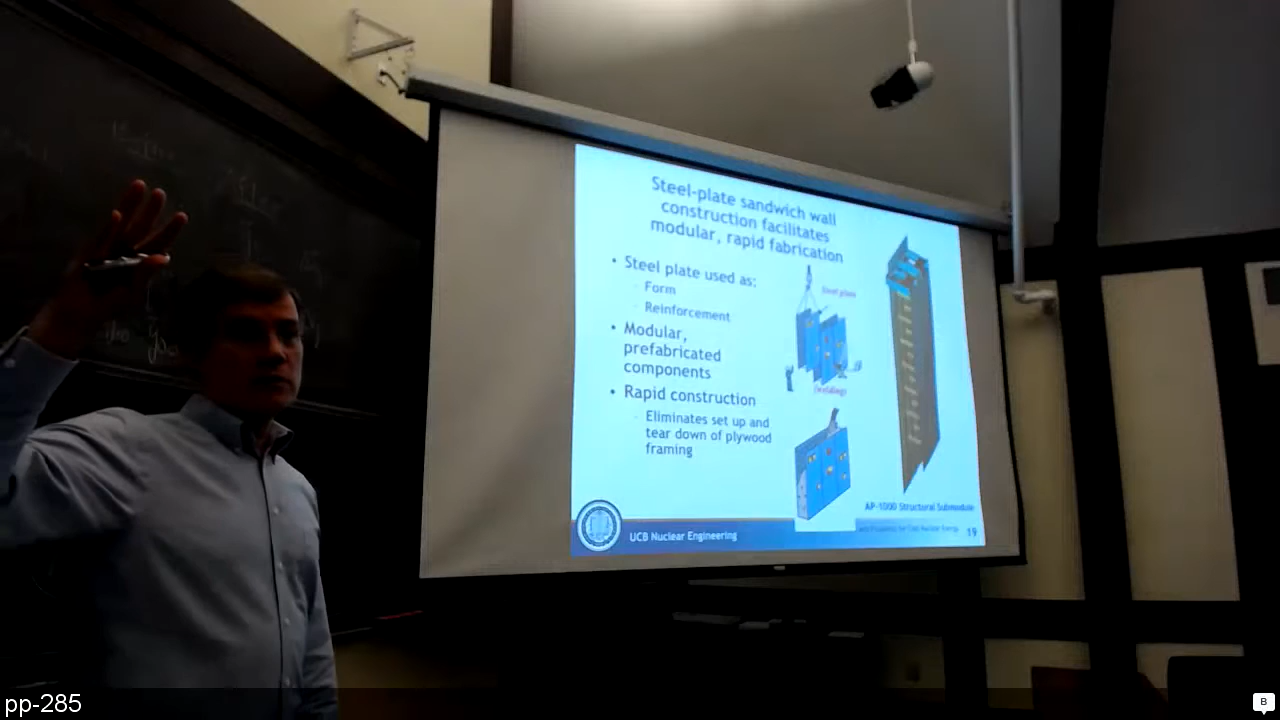 Steel-plate sandwich wall
construction facilitates
modular, rapid fabrication
• Steel plate used as:
- Form
- Reinforcement
• Modular,
prefabricated
components
• Rapid construction
- Eliminates set up and
tear down of plywood
framing
Steel plate
AP-1000 Structural Submodule
UCB Nuclear Engineering
19
pp-285
B